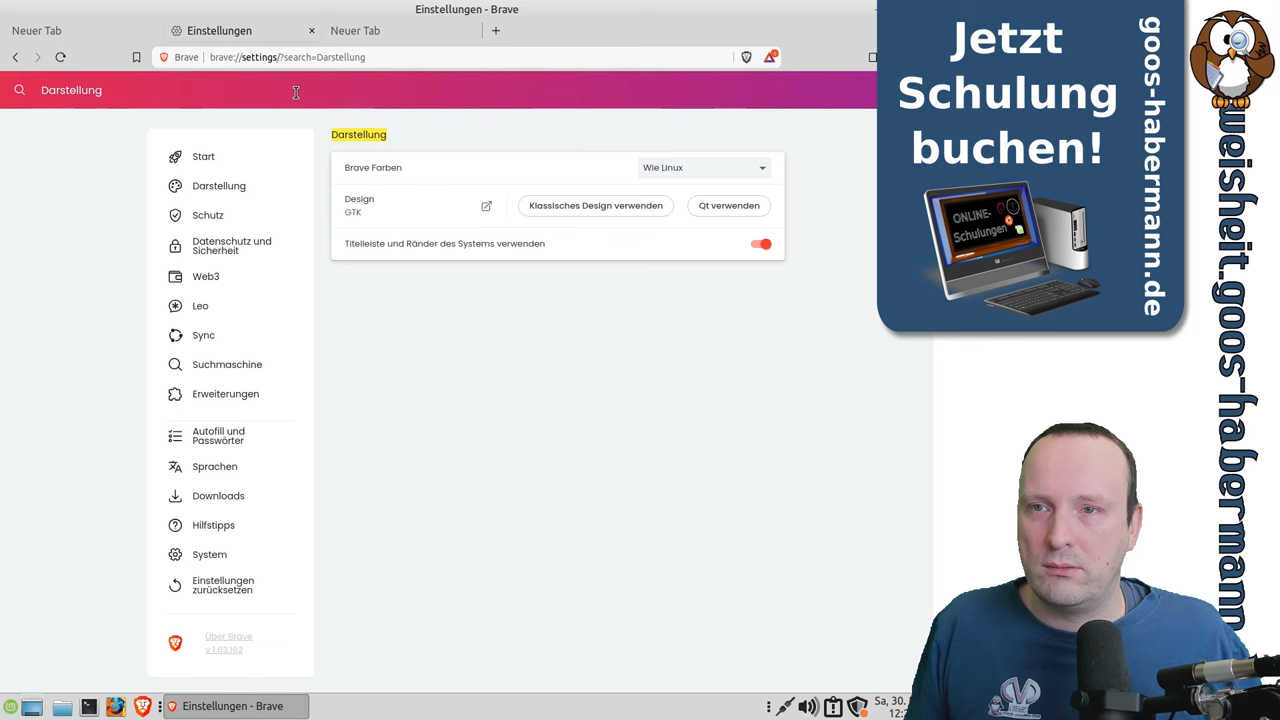 Einstellungen - Brave
Neuer Tab
Einstellungen
Neuer Tab
Brave
brave://settings/?search=Darstellung
Darstellung
Start
Darstellung
Schutz
Datenschutz und
Sicherheit
Web3
Leo
Sync
Suchmaschine
Erweiterungen
Autofill und
Passwörter
Sprachen
Downloads
Hilfstipps
System
Einstellungen
zurücksetzen
Über Brave
v 1.63.162
Darstellung
Brave Farben
Wie Linux
Design
GTK
Klassisches Design verwenden
Qt verwenden
Titelleiste und Ränder des Systems verwenden
Einstellungen - Brave
Sa, 30.
12:2
Jetzt
Schulung
buchen!
goos-habermann.de
ONLINE-
Schulungen
weisheit.goos-habermann